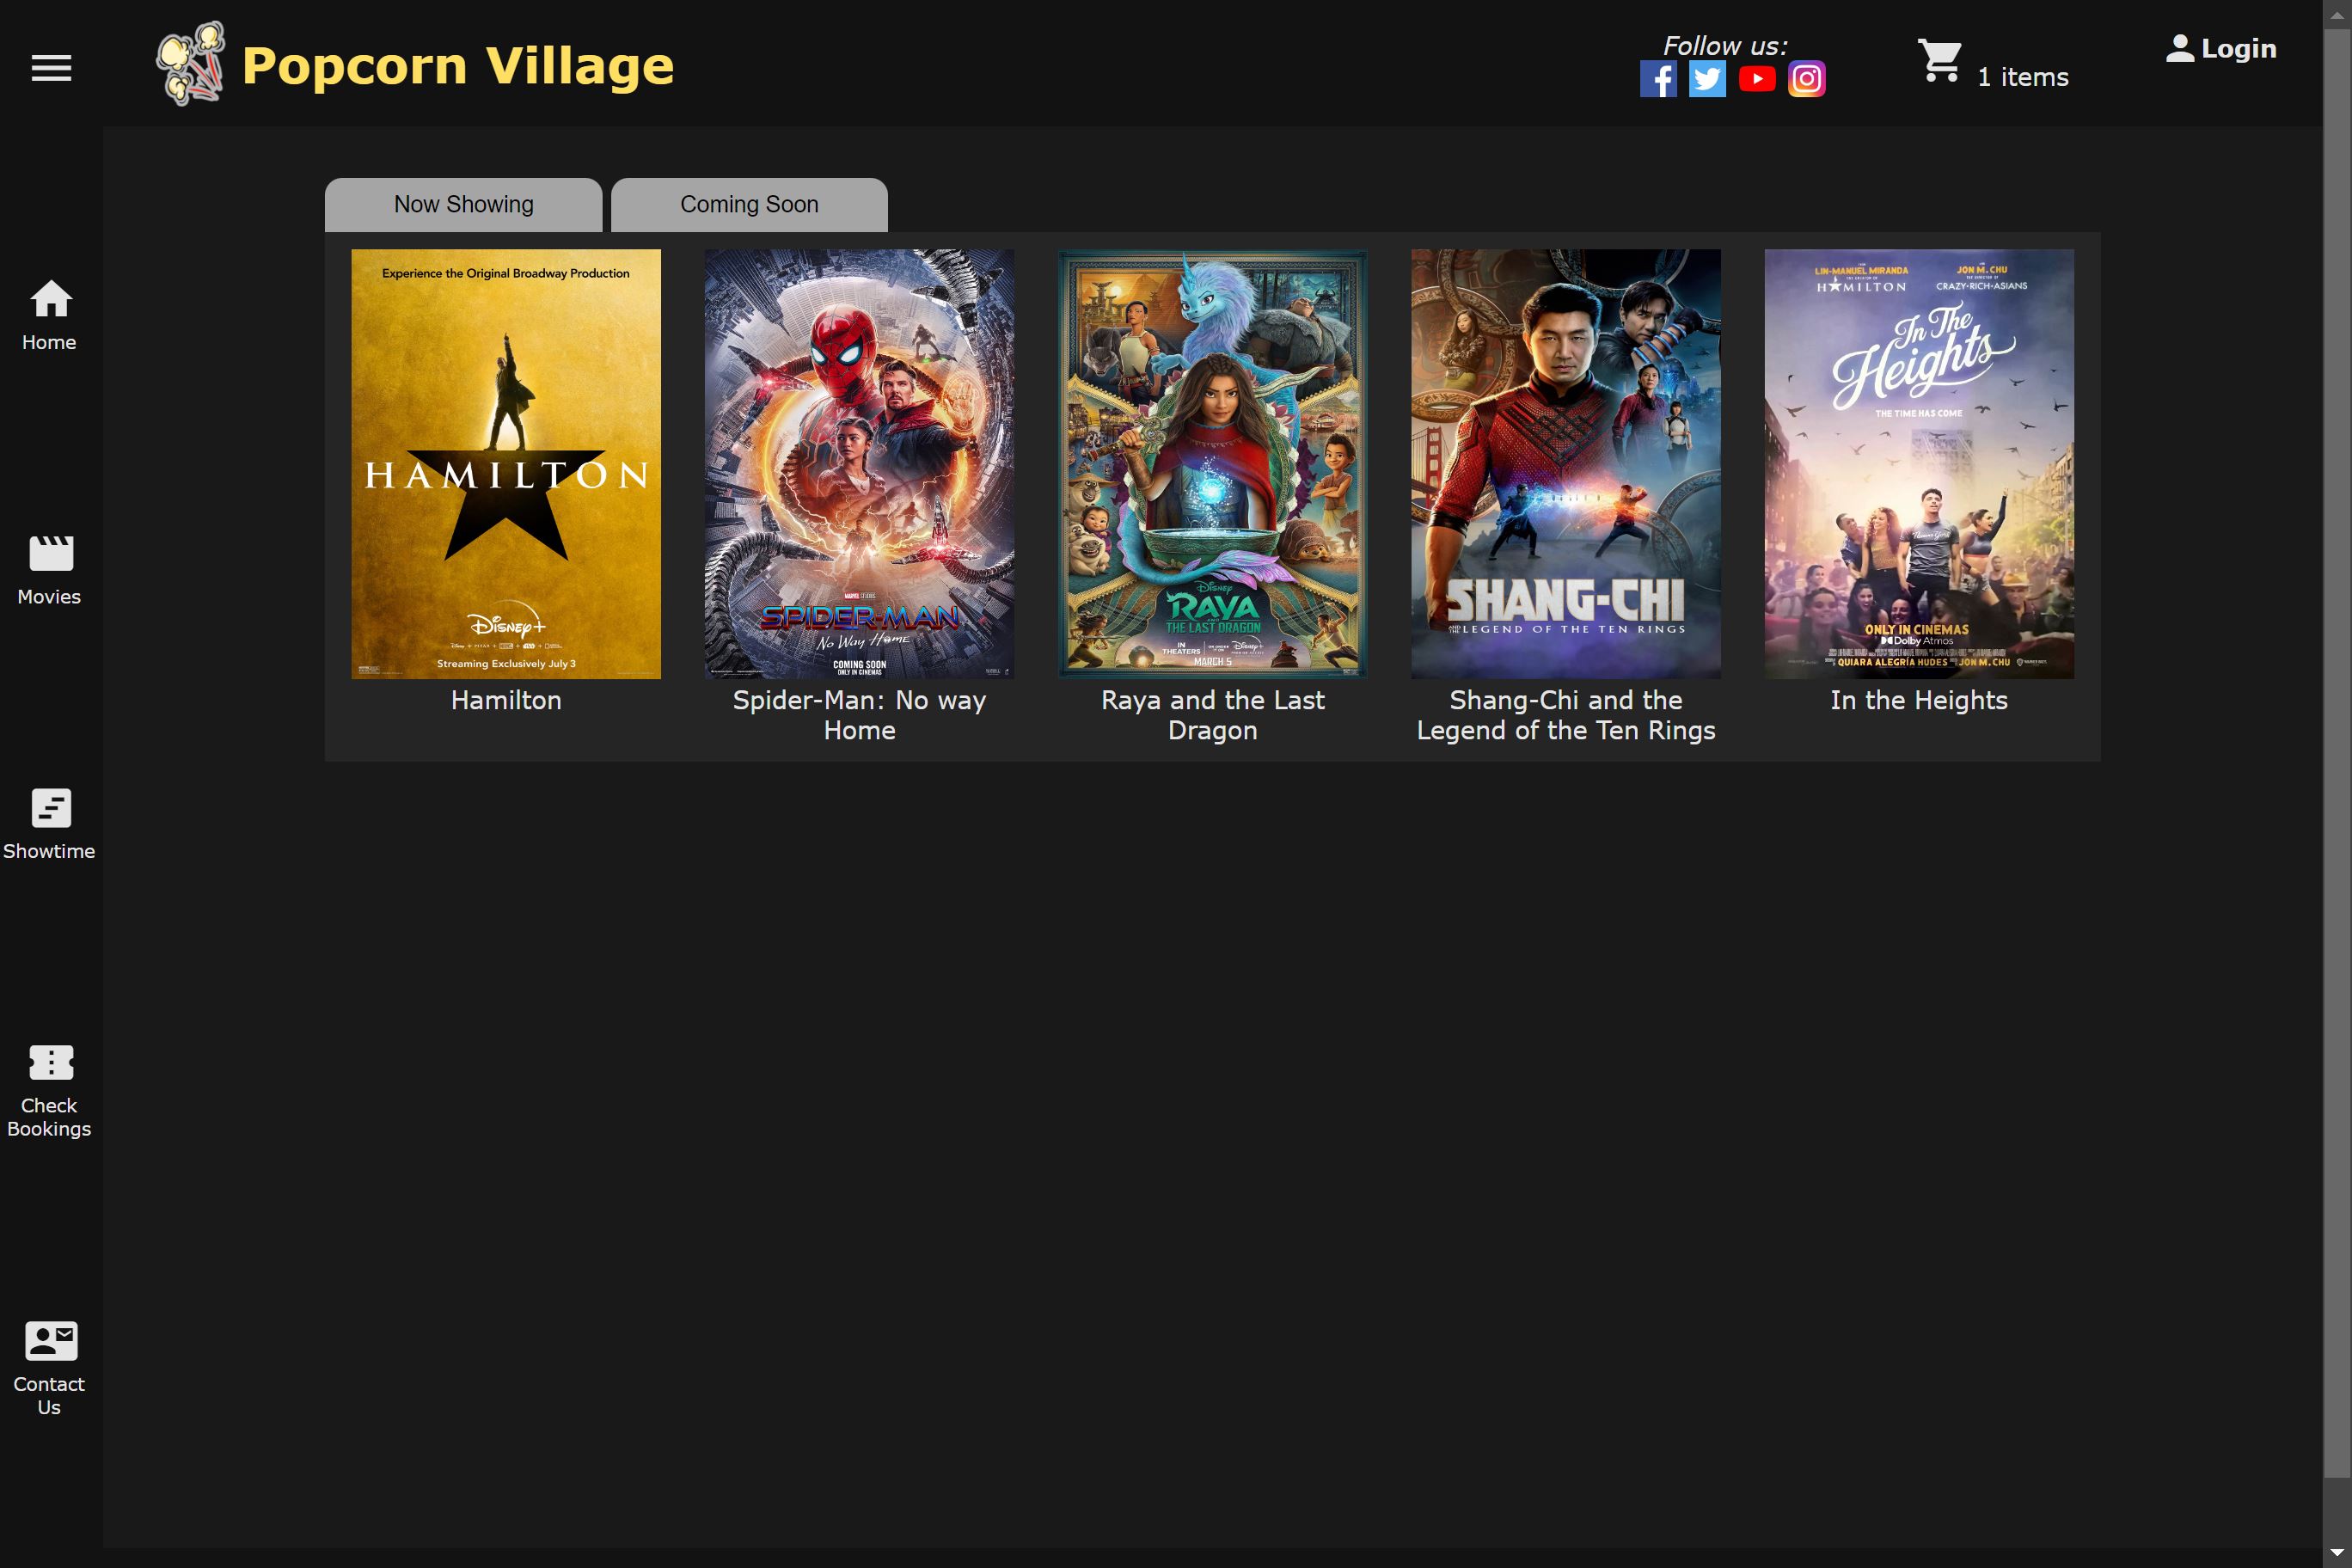 Popcorn Village
Follow us:
1 items
Login
Home
Movies
Showtime
Check
Bookings
Contact
Us
Now Showing
Coming Soon
Experience the Original Broadway Production
HAMILTON
Disney+
Streaming Exclusively July 3
Hamilton
SPIDER-MAN
No Way Home
COMING SOON
ONLY IN CINEMAS
Spider-Man: No way
Home
Disney
RAYA
AND
THE LAST DRAGON
IN
THEATERS
Disney+
MARCH 5
Raya and the Last
Dragon
SHANG-CHI
AND THE LEGEND OF THE TEN RINGS
Shang-Chi and the
Legend of the Ten Rings
LIN-MANUEL MIRANDA
HAMILTON
JON M. CHU
CRAZY·RICH·ASIANS
In The
Heights
THE TIME HAS COME
ONLY IN CINEMAS
Dolby Atmos
QUIARA ALEGRÍA HUDES
JON M. CHU
In the Heights